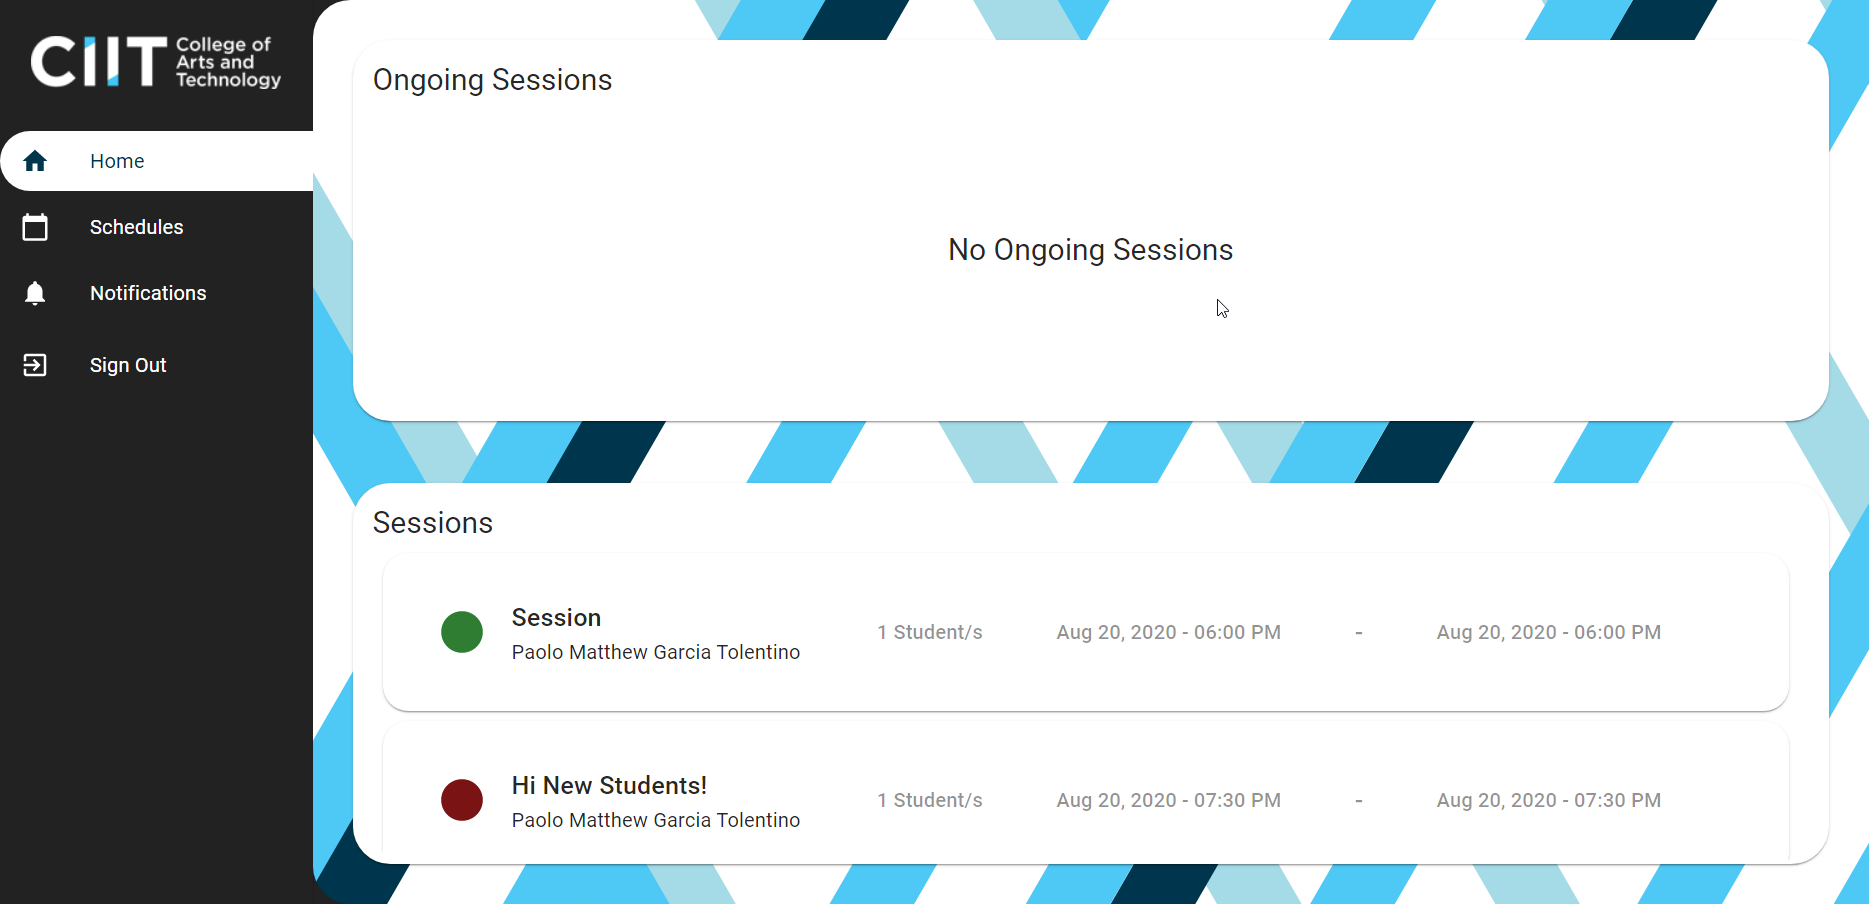 CIIT College of
Arts and
Technology
Home
Schedules
Notifications
Sign Out
Ongoing Sessions
No Ongoing Sessions
Sessions
Session
Paolo Matthew Garcia Tolentino
1 Student/s
Aug 20, 2020 - 06:00 PM
-
Aug 20, 2020 - 06:00 PM
Hi New Students!
Paolo Matthew Garcia Tolentino
1 Student/s
Aug 20, 2020 - 07:30 PM
-
Aug 20, 2020 - 07:30 PM